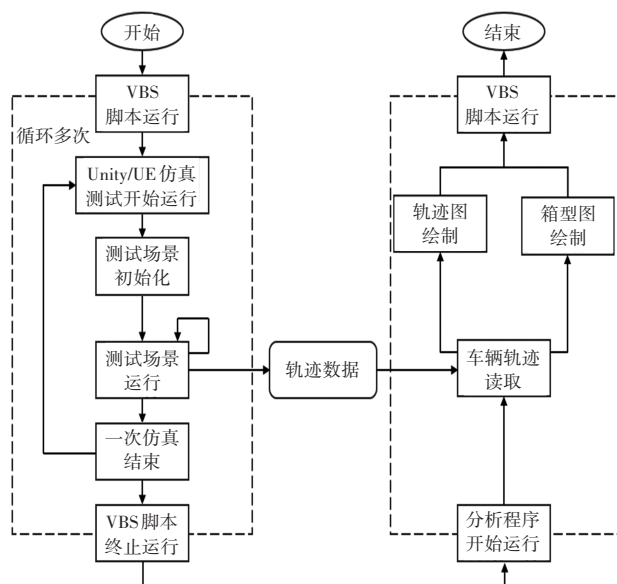 开始
VBS
脚本运行
循环多次
Unity/UE仿真
测试开始运行
测试场景
初始化
测试场景
运行
一次仿真
结束
VBS脚本
终止运行
轨迹数据
结束
VBS
脚本运行
轨迹图
绘制
箱型图
绘制
车辆轨迹
读取
分析程序
开始运行